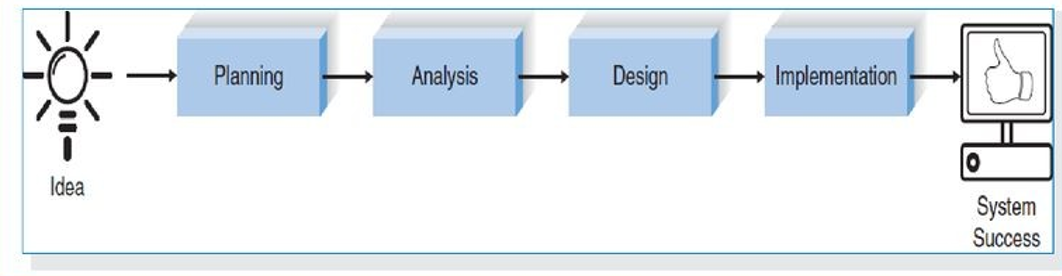 Planning
Analysis
Design
Implementation
Idea
System
Success